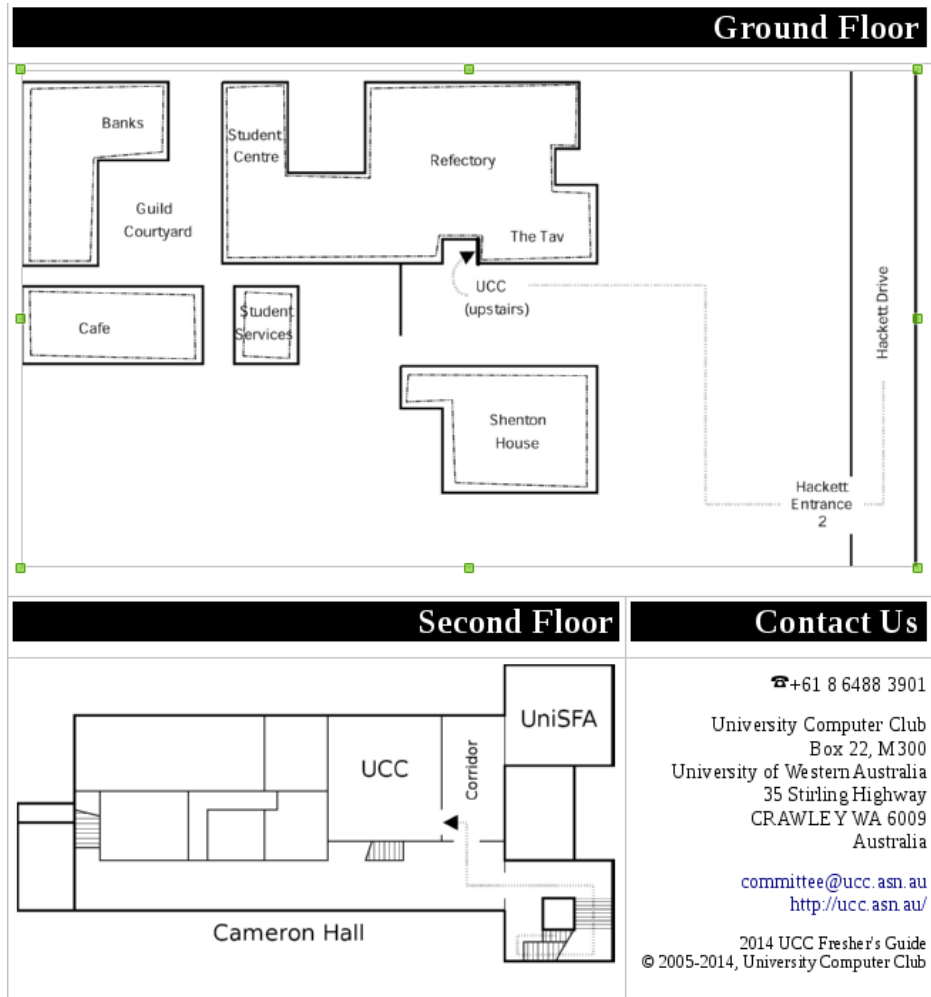 Ground Floor
Banks
Student
Centre
Refectory
Guild
Courtyard
The Tav
UCC
(upstairs)
Hackett Drive
Cafe
Student
Services
Shenton
House
Hackett
Entrance
2
Second Floor
UniSFA
UCC
Corridor
Cameron Hall
Contact Us
☎+61 8 6488 3901
University Computer Club
Box 22, M300
University of Western Australia
35 Stirling Highway
CRAWLEY WA 6009
Australia
committee@ucc.asn.au
http://ucc.asn.au/
2014 UCC Fresher's Guide
© 2005-2014, University Computer Club